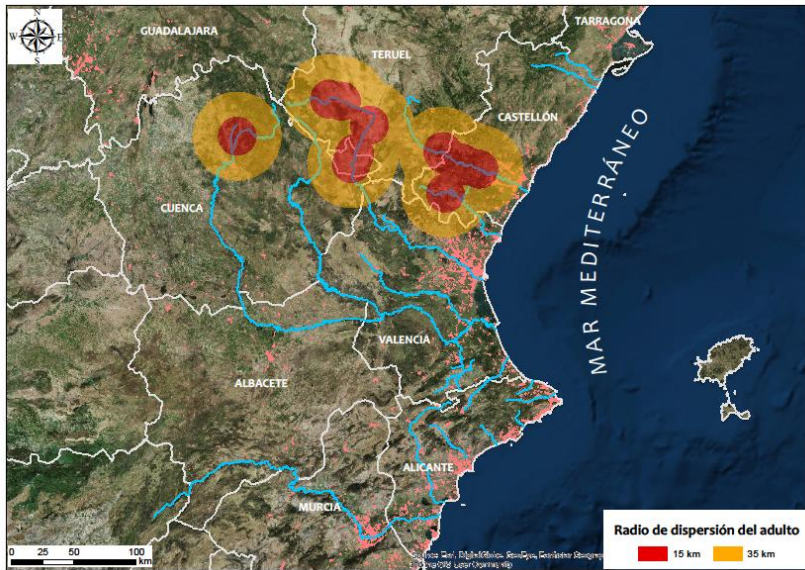 N
W E
S
GUADALAJARA
TERUEL
TARRAGONA
CASTELLÓN
CUENCA
MAR MEDITERRÁNEO
VALENCIA
ALBACETE
ALICANTE
MURCIA
0 25 50 100
km
Radio de dispersión del adulto
15 km 35 km